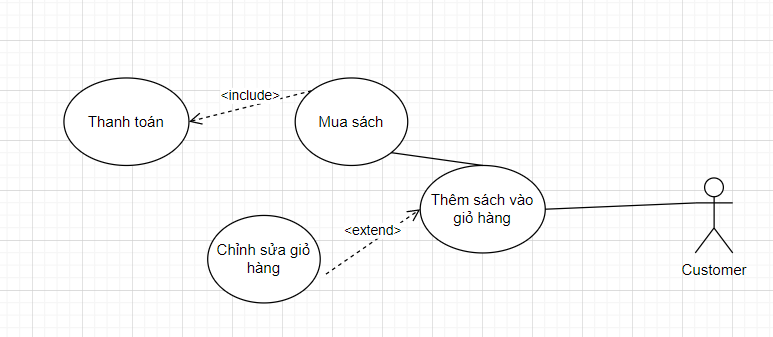 <include>
Thanh toán
Mua sách
Thêm sách vào
giỏ hàng
<extend>
Chỉnh sửa giỏ
hàng
Customer